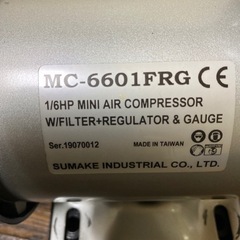 MC-6601FRG CE
1/6HP MINI AIR COMPRESSOR
W/FILTER+REGULATOR & GAUGE
Ser.19070012 MADE IN TAIWAN
SUMAKE INDUSTRIAL CO., LTD.